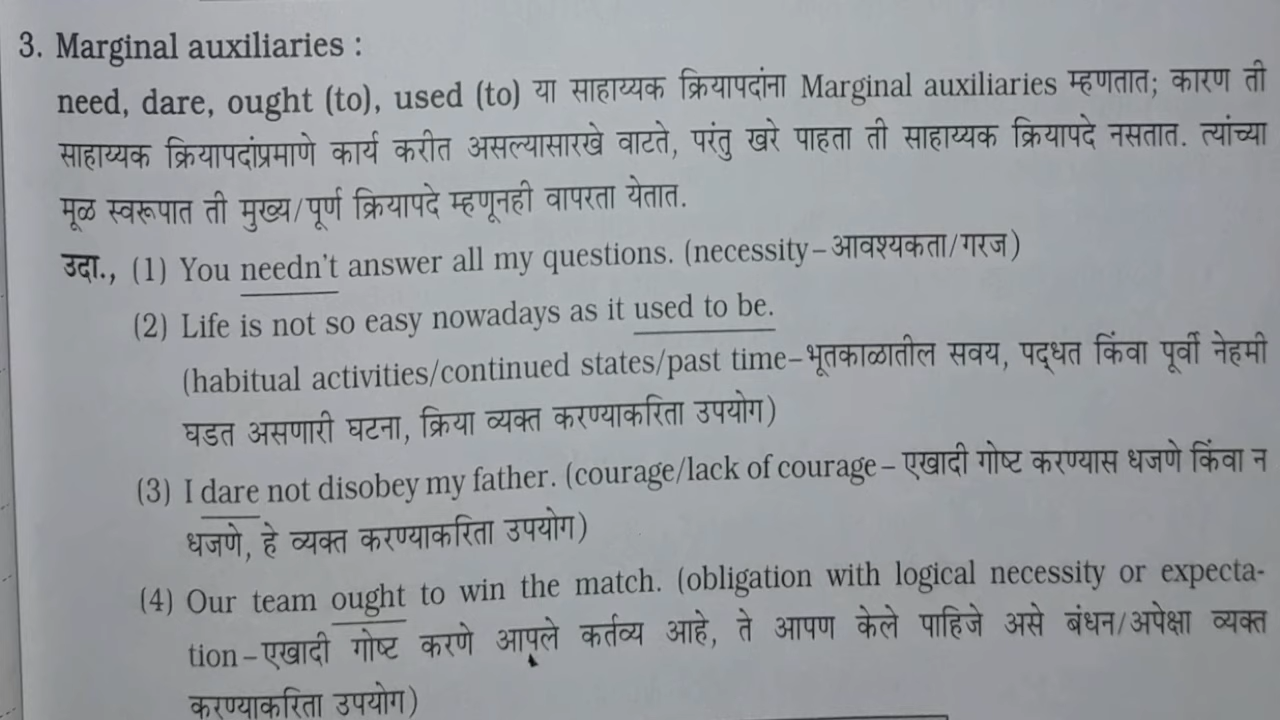 3. Marginal auxiliaries :
need, dare, ought (to), used (to) या साहाय्यक क्रियापदांना Marginal auxiliaries म्हणतात; कारण ती
साहाय्यक क्रियापदांप्रमाणे कार्य करीत असल्यासारखे वाटते, परंतु खरे पाहता ती साहाय्यक क्रियापदे नसतात. त्यांच्या
मूळ स्वरूपात ती मुख्य/पूर्ण क्रियापदे म्हणूनही वापरता येतात.
उदा., (1) You needn't answer all my questions. (necessity–आवश्यकता/गरज)
(2) Life is not so easy nowadays as it used to be.
(habitual activities/continued states/past time–भूतकाळातील सवय, पद्धत किंवा पूर्वी नेहमी
घडत असणारी घटना, क्रिया व्यक्त करण्याकरिता उपयोग)
(3) I dare not disobey my father. (courage/lack of courage – एखादी गोष्ट करण्यास धजणे किंवा न
धजणे, हे व्यक्त करण्याकरिता उपयोग)
(4) Our team ought to win the match. (obligation with logical necessity or expecta-
tion–एखादी गोष्ट करणे आपले कर्तव्य आहे, ते आपण केले पाहिजे असे बंधन/अपेक्षा व्यक्त
करण्याकरिता उपयोग)